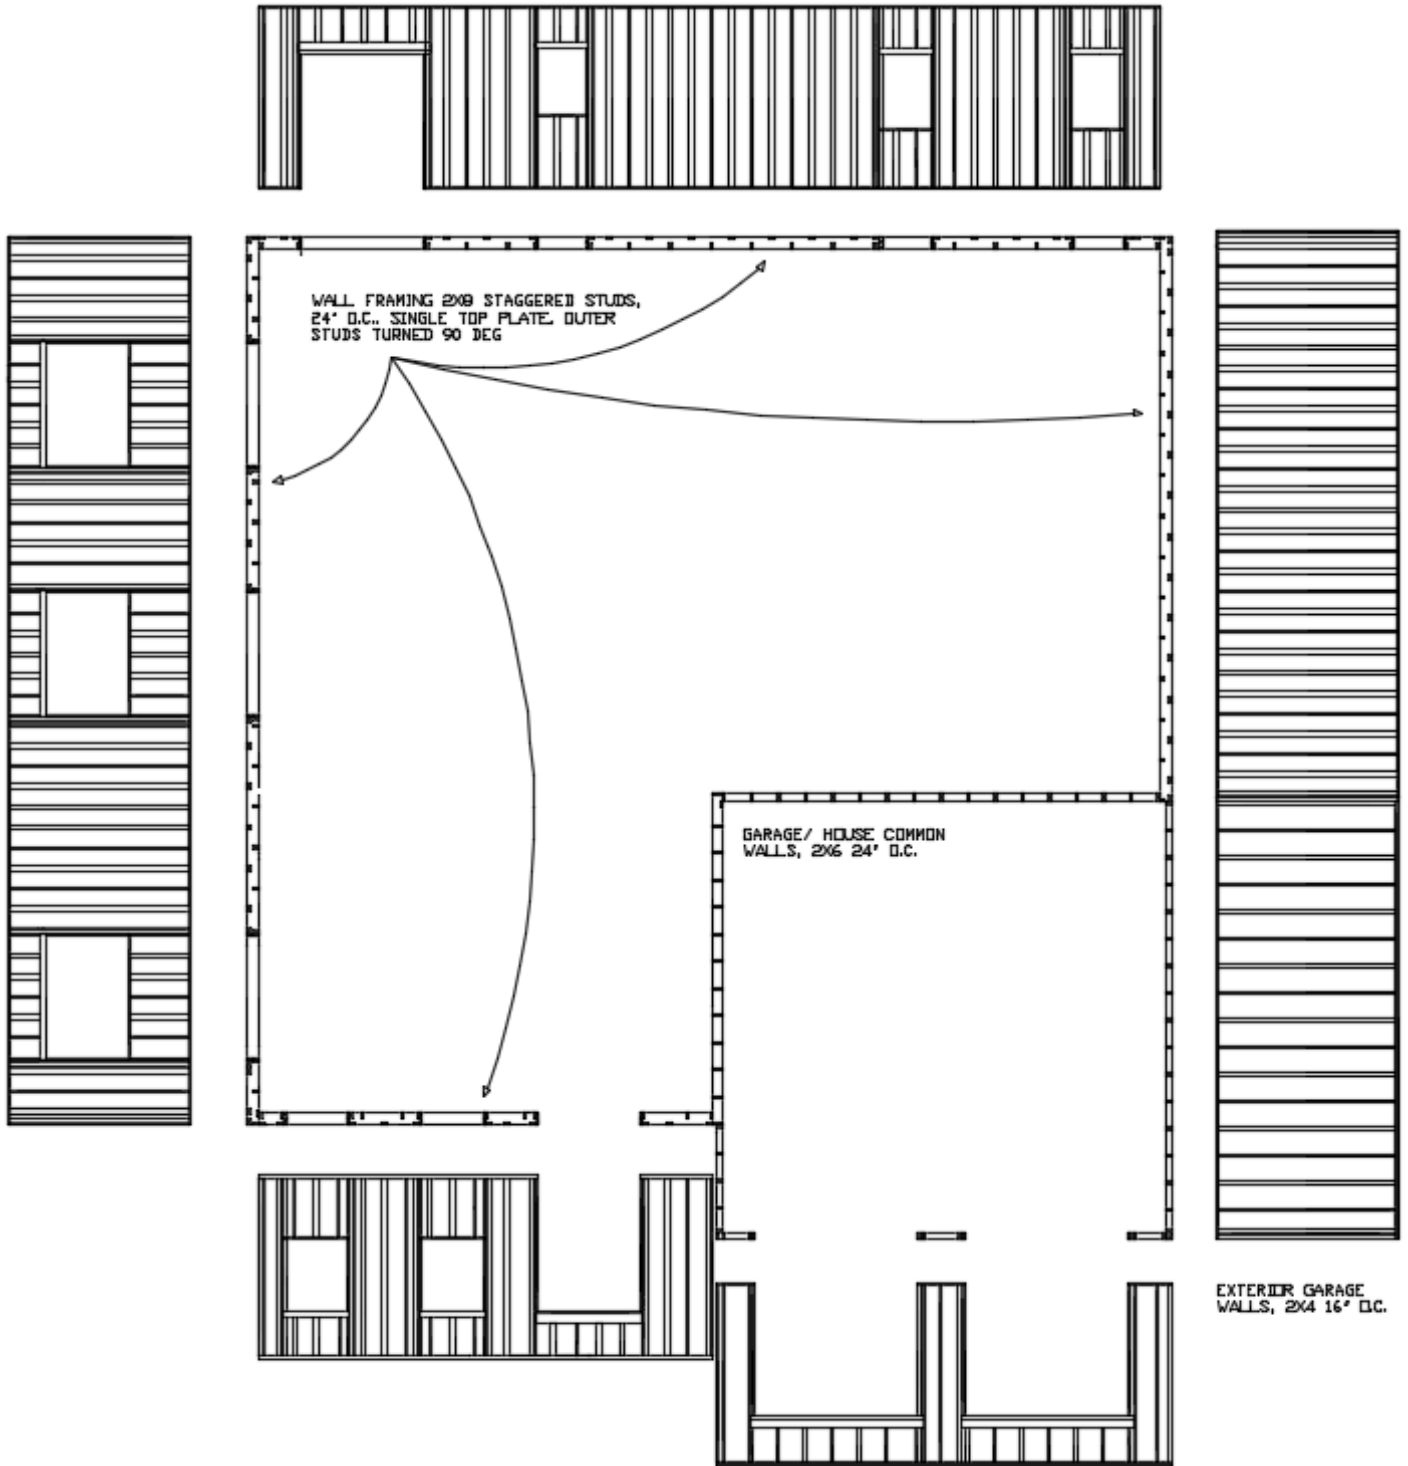 WALL FRAMING 2X8 STAGGERED STUDS,
24" O.C.. SINGLE TOP PLATE. OUTER
STUDS TURNED 90 DEG
GARAGE/ HOUSE COMMON
WALLS, 2X6 24" O.C.
EXTERIOR GARAGE
WALLS, 2X4 16" O.C.